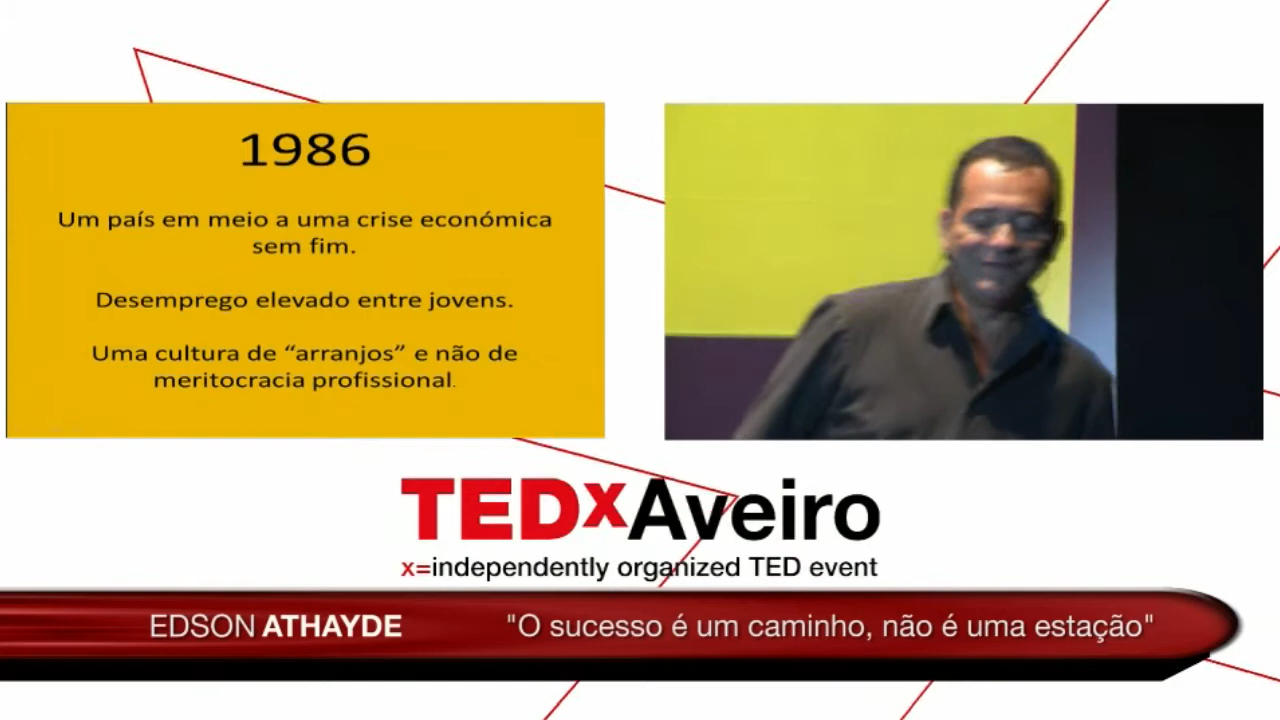 1986
Um país em meio a uma crise económica
sem fim.
Desemprego elevado entre jovens.
Uma cultura de “arranjos” e não de
meritocracia profissional.
TEDxAveiro
x=independently organized TED event
EDSON ATHAYDE
"O sucesso é um caminho, não é uma estação"